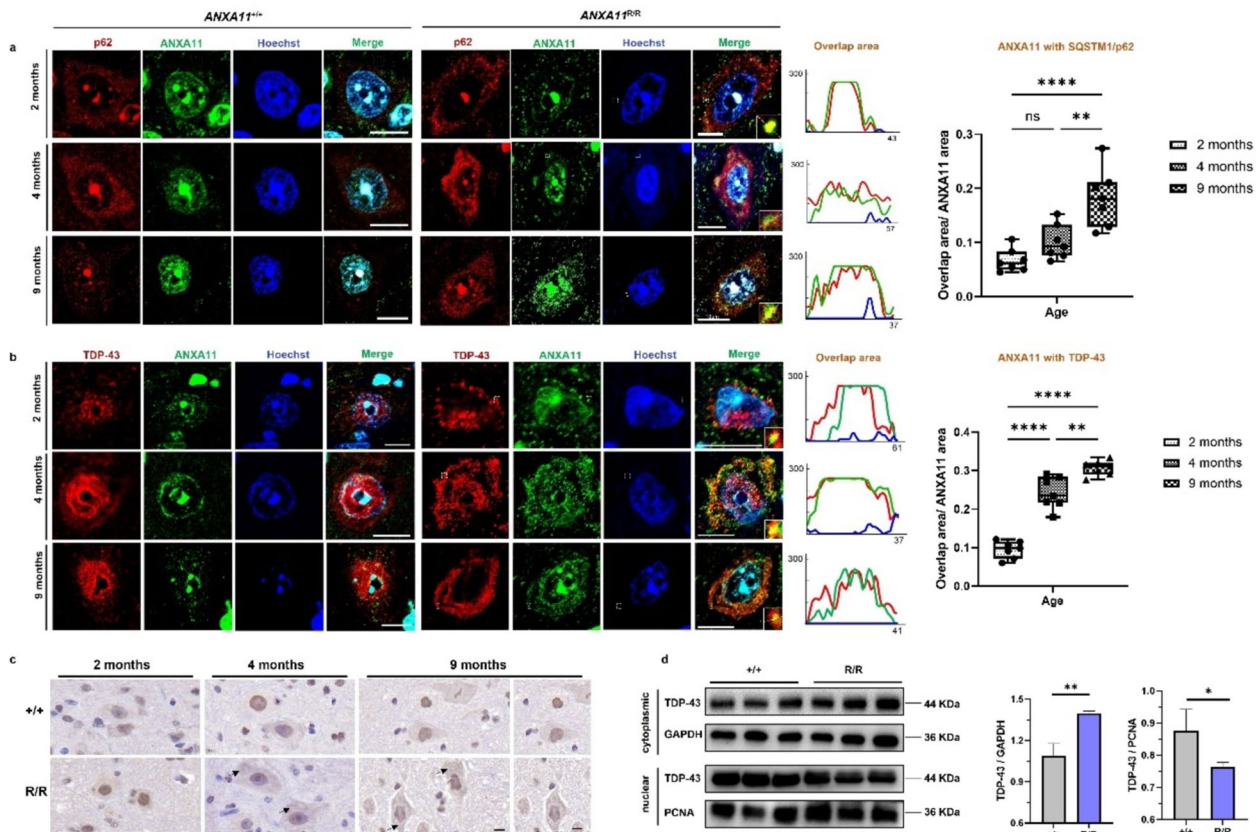 ANXA11+/+ ANXA11R/R
a p62 ANXA11 Hoechst Merge p62 ANXA11 Hoechst Merge Overlap area ANXA11 with SQSTM1/p62
2 months
4 months
9 months
300
43
300
57
300
37
****
ns **
Overlap area/ ANXA11 area
0.3
0.2
0.1
0.0
Age
2 months
4 months
9 months
b TDP-43 ANXA11 Hoechst Merge TDP-43 ANXA11 Hoechst Merge Overlap area ANXA11 with TDP-43
2 months
4 months
9 months
300
61
300
37
300
41
****
**** **
Overlap area/ ANXA11 area
0.4
0.3
0.2
0.1
0.0
Age
2 months
4 months
9 months
c 2 months 4 months 9 months
+/+
R/R
d +/+ R/R
cytoplasmic
TDP-43 44 KDa
GAPDH 36 KDa
nuclear
TDP-43 44 KDa
PCNA 36 KDa
**
TDP-43 / GAPDH
1.5
1.2
0.9
0.6
R/R
*
TDP-43 / PCNA
1.0
0.9
0.8
0.7
0.6
+/+ R/R